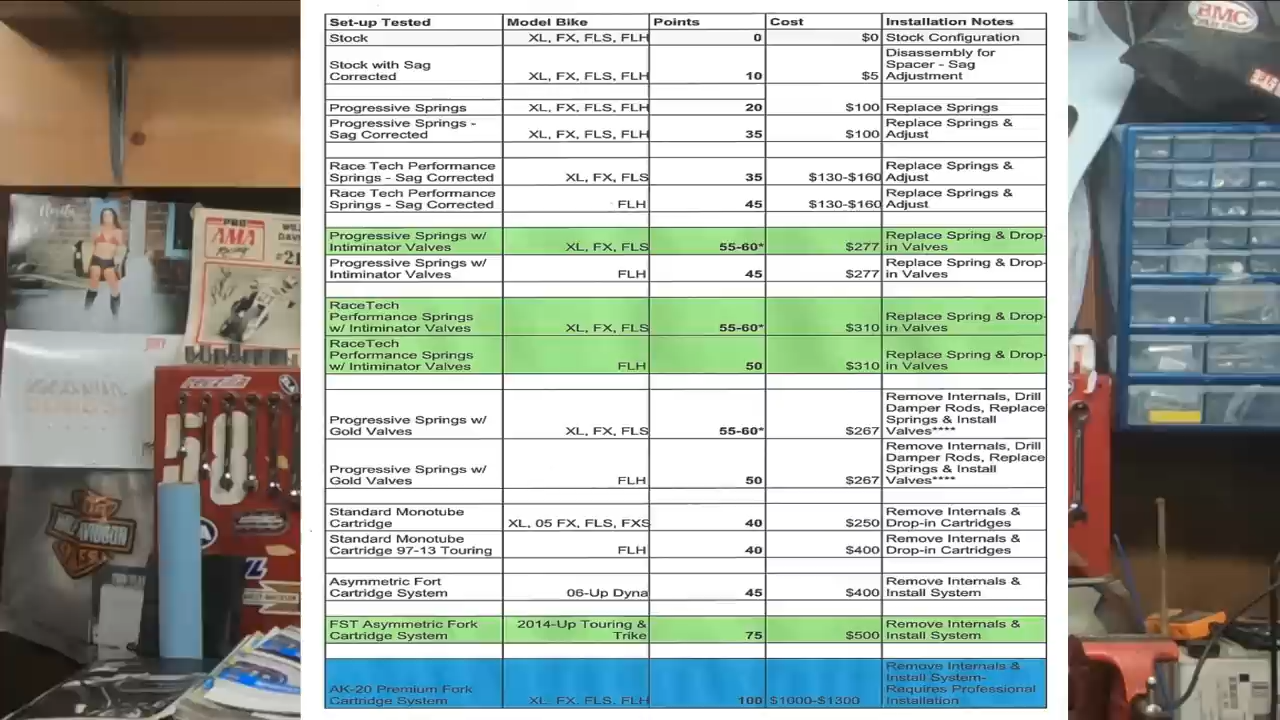 Set-up Tested Model Bike Points Cost Installation Notes
Stock XL, FX, FLS, FLH 0 $0 Stock Configuration
Stock with Sag Corrected XL, FX, FLS, FLH 10 $5 Disassembly for Spacer - Sag Adjustment
Progressive Springs XL, FX, FLS, FLH 20 $100 Replace Springs
Progressive Springs - Sag Corrected XL, FX, FLS, FLH 35 $100 Replace Springs & Adjust
Race Tech Performance Springs - Sag Corrected XL, FX, FLS 35 $130-$160 Replace Springs & Adjust
Race Tech Performance Springs - Sag Corrected FLH 45 $130-$160 Replace Springs & Adjust
Progressive Springs w/ Intiminator Valves XL, FX, FLS 55-60* $277 Replace Spring & Drop-in Valves
Progressive Springs w/ Intiminator Valves FLH 45 $277 Replace Spring & Drop-in Valves
RaceTech Performance Springs w/ Intiminator Valves XL, FX, FLS 55-60* $310 Replace Spring & Drop-in Valves
RaceTech Performance Springs w/ Intiminator Valves FLH 50 $310 Replace Spring & Drop-in Valves
Progressive Springs w/ Gold Valves XL, FX, FLS 55-60* $267 Remove Internals, Drill Damper Rods, Replace Springs & Install Valves****
Progressive Springs w/ Gold Valves FLH 50 $267 Remove Internals, Drill Damper Rods, Replace Springs & Install Valves****
Standard Monotube Cartridge XL, 05 FX, FLS, FXS 40 $250 Remove Internals & Drop-in Cartridges
Standard Monotube Cartridge 97-13 Touring FLH 40 $400 Remove Internals & Drop-in Cartridges
Asymmetric Fort Cartridge System 06-Up Dyna 45 $400 Remove Internals & Install System
FST Asymmetric Fork Cartridge System 2014-Up Touring & Trike 75 $500 Remove Internals & Install System
AK-20 Premium Fork Cartridge System XL, FX, FLS, FLH 100 $1000-$1300 Remove Internals & Install System- Requires Professional Installation
BMC
PRO
AMA
Racing
#21